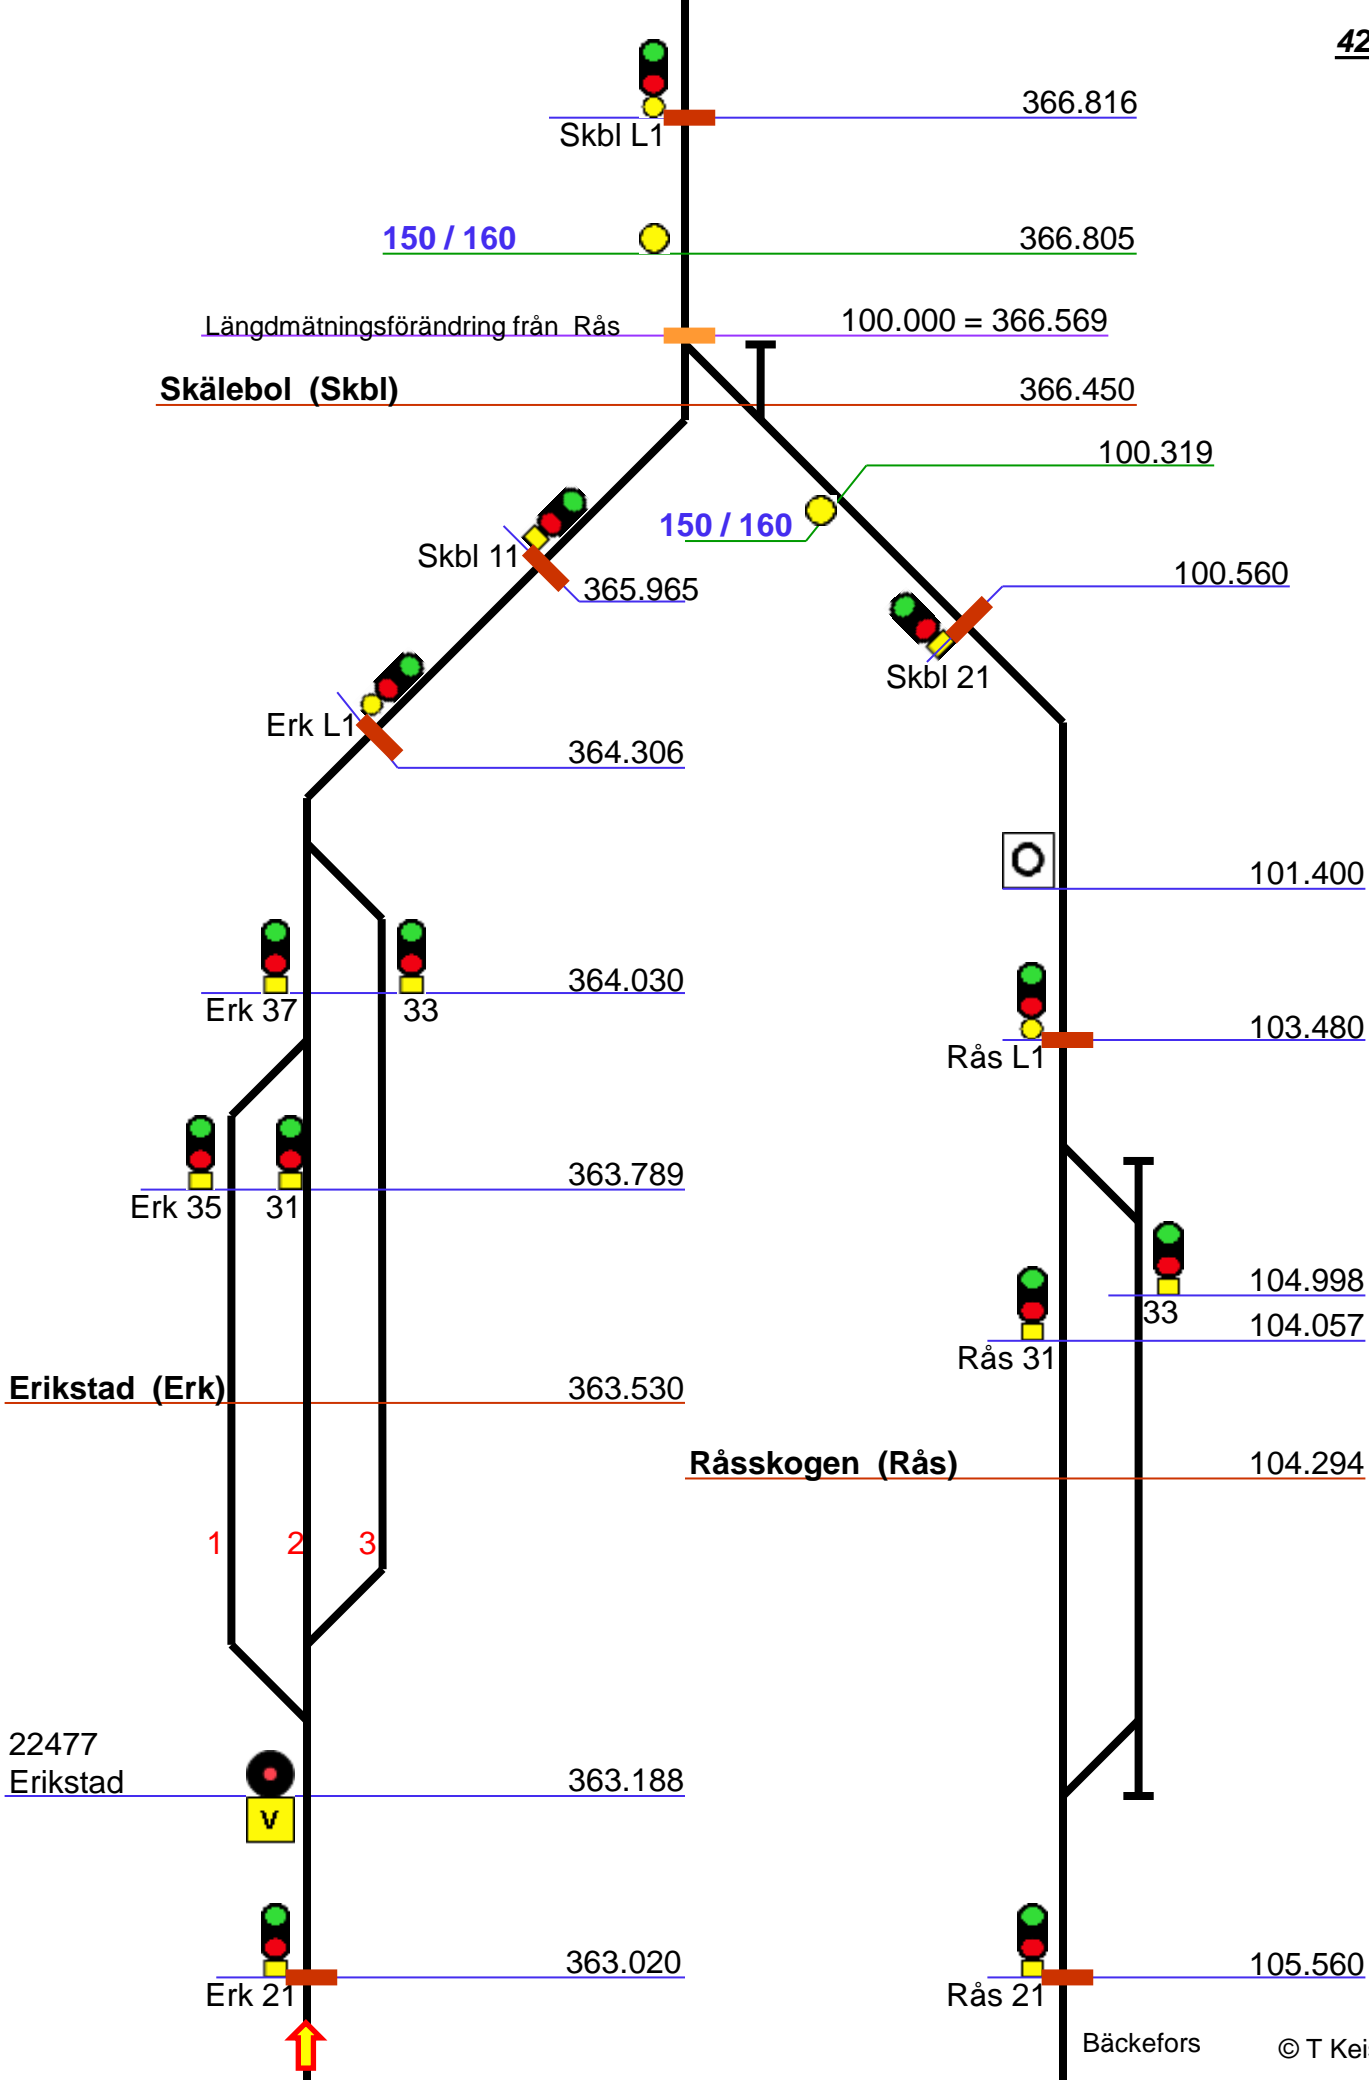 42
366.816
Skbl L1
150 / 160
366.805
Längdmätningsförändring från Rås
100.000 = 366.569
Skälebol (Skbl)
366.450
100.319
150 / 160
Skbl 11
365.965
100.560
Skbl 21
Erk L1
364.306
101.400
364.030
Erk 37
33
103.480
Rås L1
363.789
Erk 35
31
104.998
33
104.057
Rås 31
Erikstad (Erk)
363.530
Råsskogen (Rås)
104.294
1
2
3
22477
Erikstad
363.188
V
363.020
Erk 21
105.560
Rås 21
Bäckefors
© T Kei